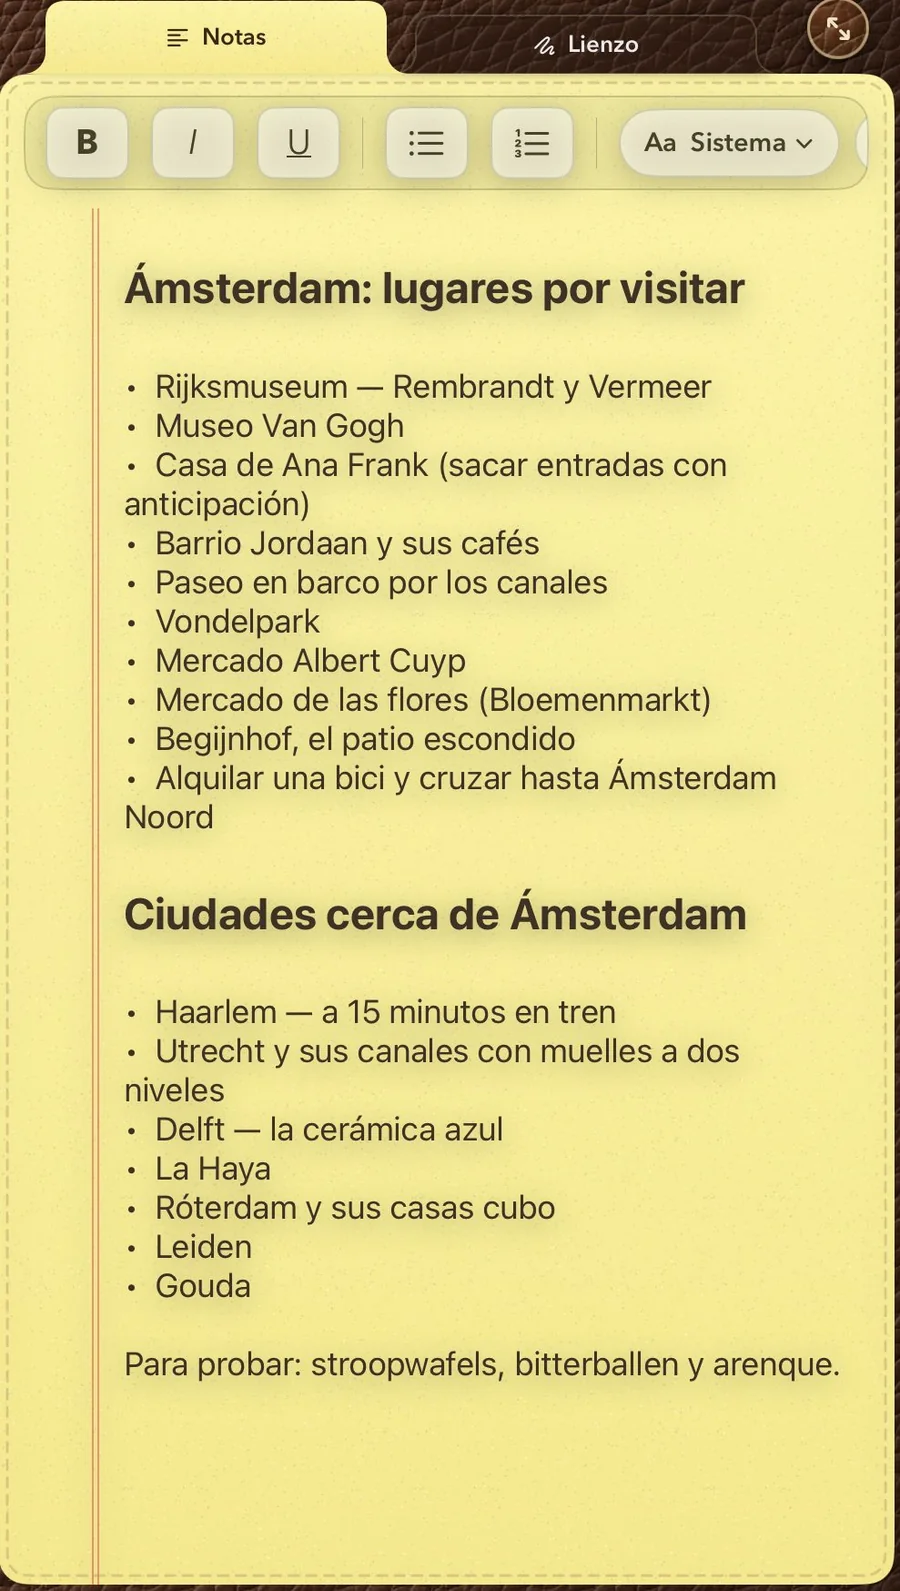 Notas
Lienzo
B I U Aa Sistema
Ámsterdam: lugares por visitar
• Rijksmuseum — Rembrandt y Vermeer
• Museo Van Gogh
• Casa de Ana Frank (sacar entradas con
anticipación)
• Barrio Jordaan y sus cafés
• Paseo en barco por los canales
• Vondelpark
• Mercado Albert Cuyp
• Mercado de las flores (Bloemenmarkt)
• Begijnhof, el patio escondido
• Alquilar una bici y cruzar hasta Ámsterdam
Noord
Ciudades cerca de Ámsterdam
• Haarlem — a 15 minutos en tren
• Utrecht y sus canales con muelles a dos
niveles
• Delft — la cerámica azul
• La Haya
• Róterdam y sus casas cubo
• Leiden
• Gouda
Para probar: stroopwafels, bitterballen y arenque.